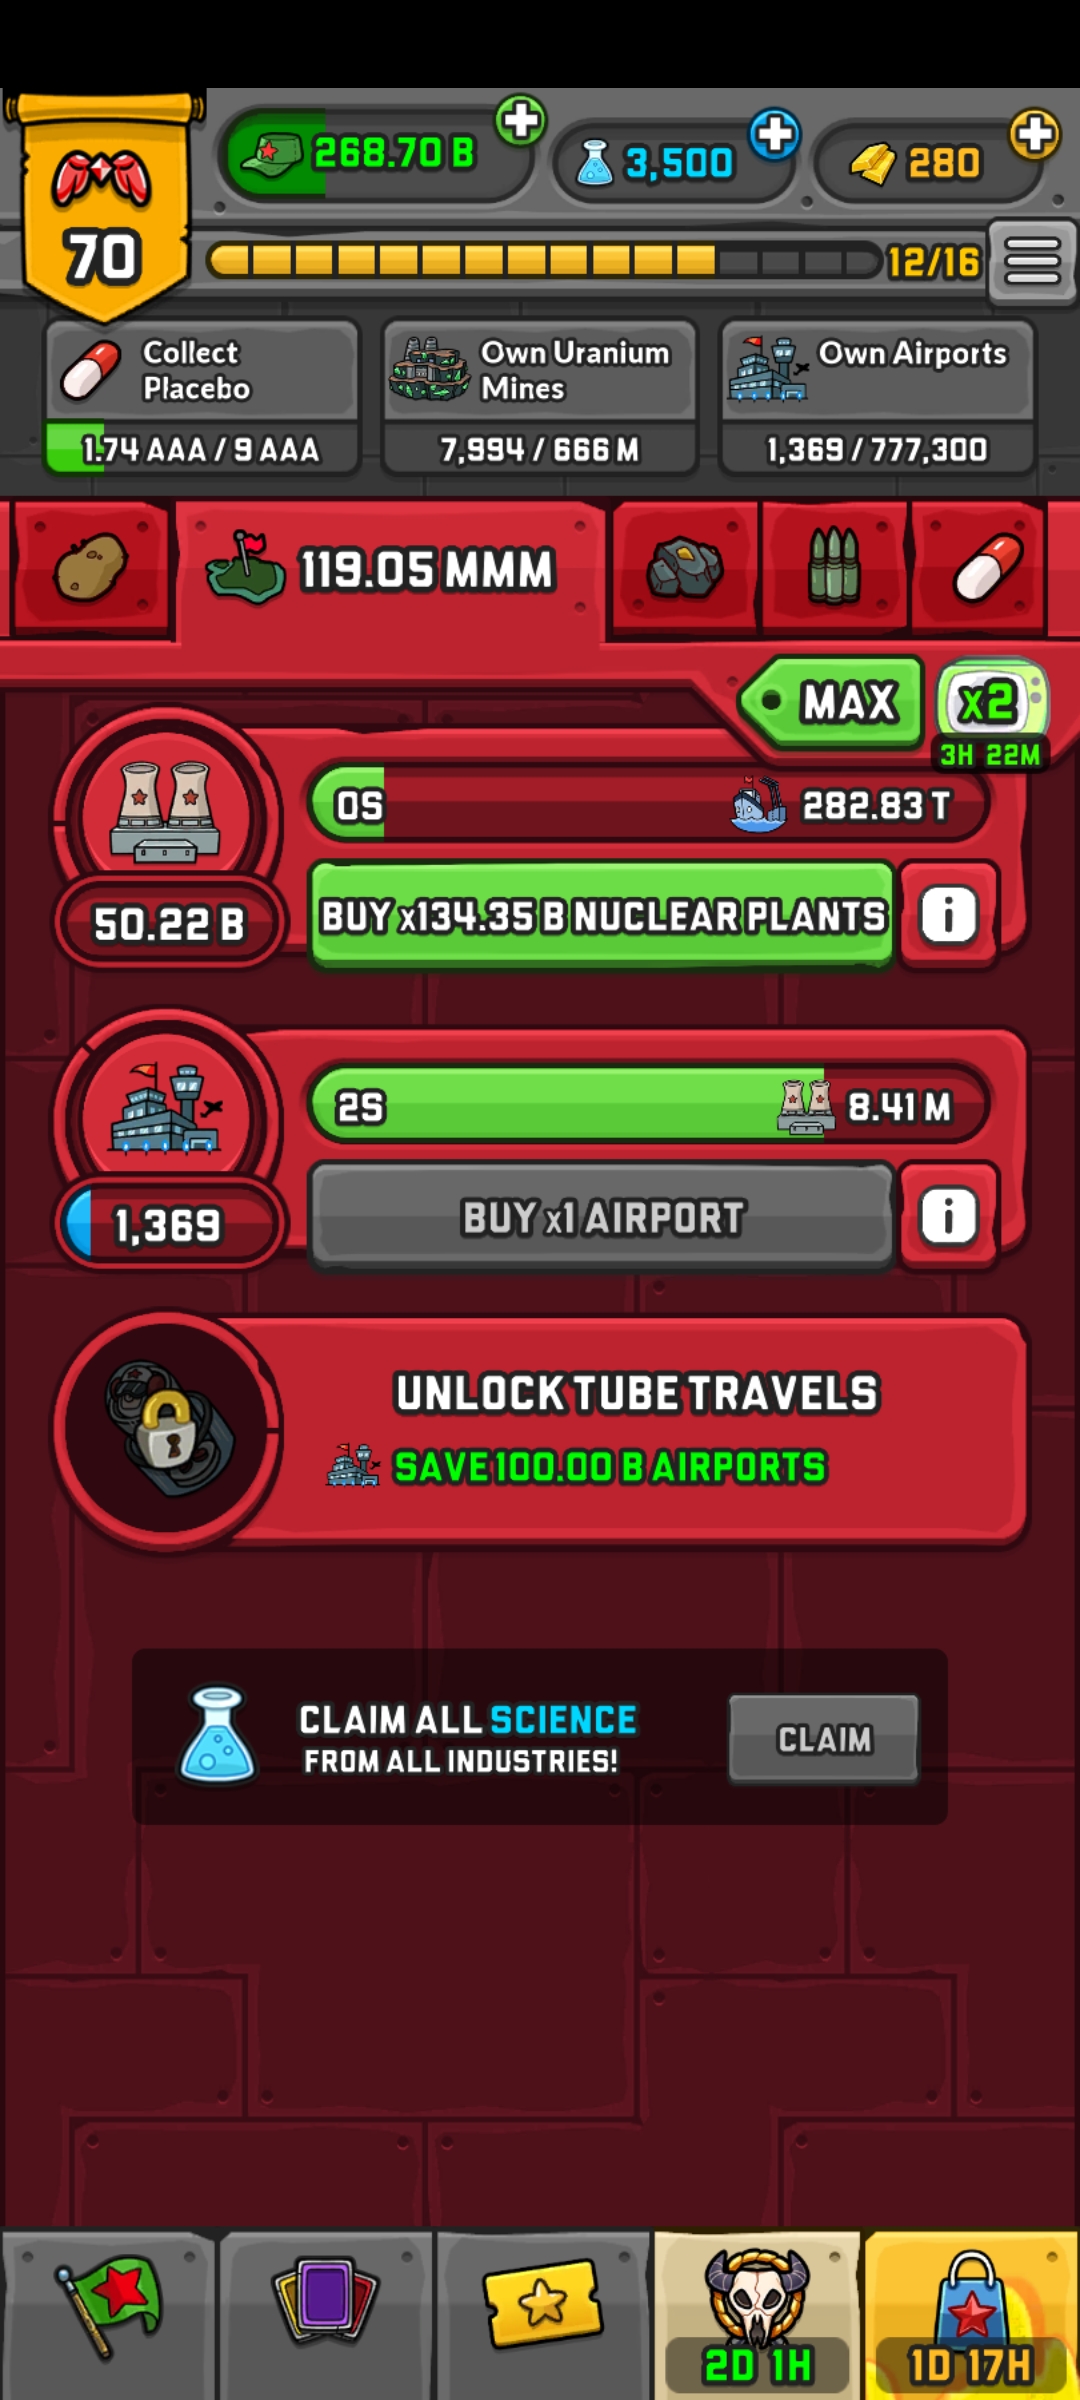 268.70 B
3,500
280
70
12/16
Collect
Placebo
1.74 AAA / 9 AAA
Own Uranium
Mines
7,994 / 666 M
Own Airports
1,369 / 777,300
119.05 MMM
MAX
x2
3H 22M
0S
282.83 T
50.22 B
BUY x134.35 B NUCLEAR PLANTS
i
2S
8.41 M
1,369
BUY x1 AIRPORT
i
UNLOCK TUBE TRAVELS
SAVE 100.00 B AIRPORTS
CLAIM ALL SCIENCE
FROM ALL INDUSTRIES!
CLAIM
2D 1H
1D 17H